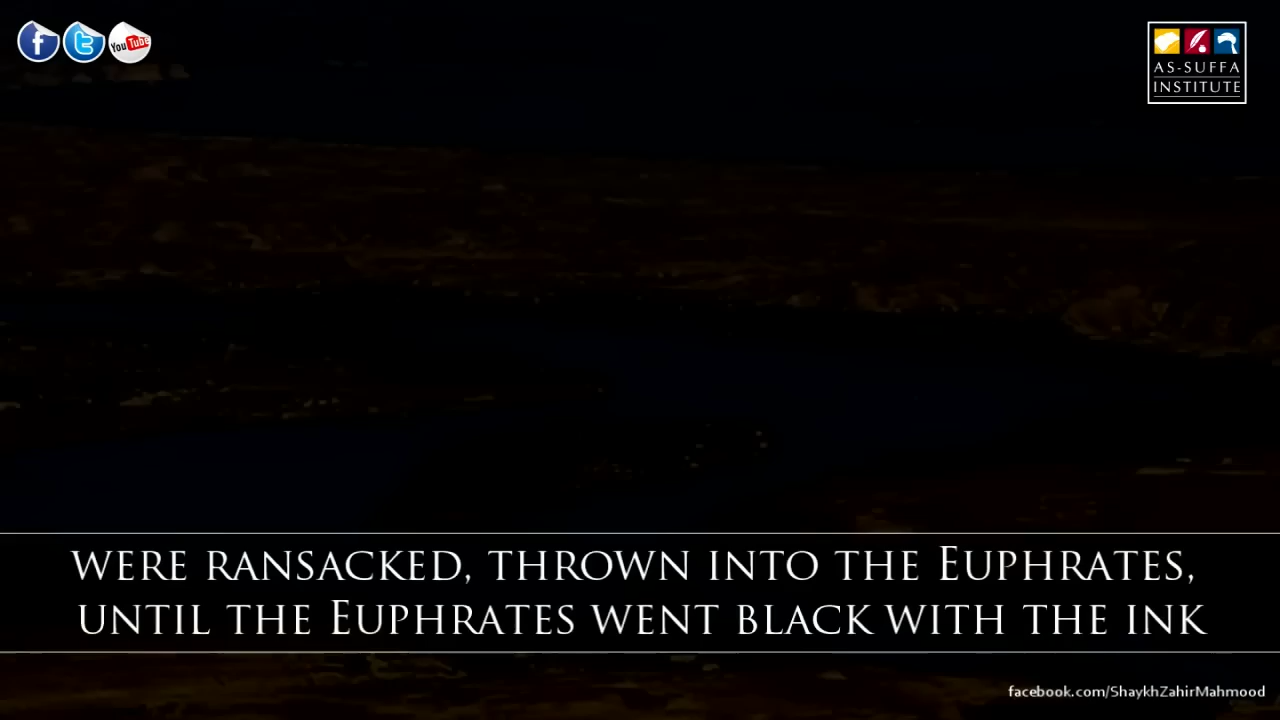 f
t
You Tube
AS-SUFFA
INSTITUTE
WERE RANSACKED, THROWN INTO THE EUPHRATES,
UNTIL THE EUPHRATES WENT BLACK WITH THE INK
facebook.com/ShaykhZahirMahmood